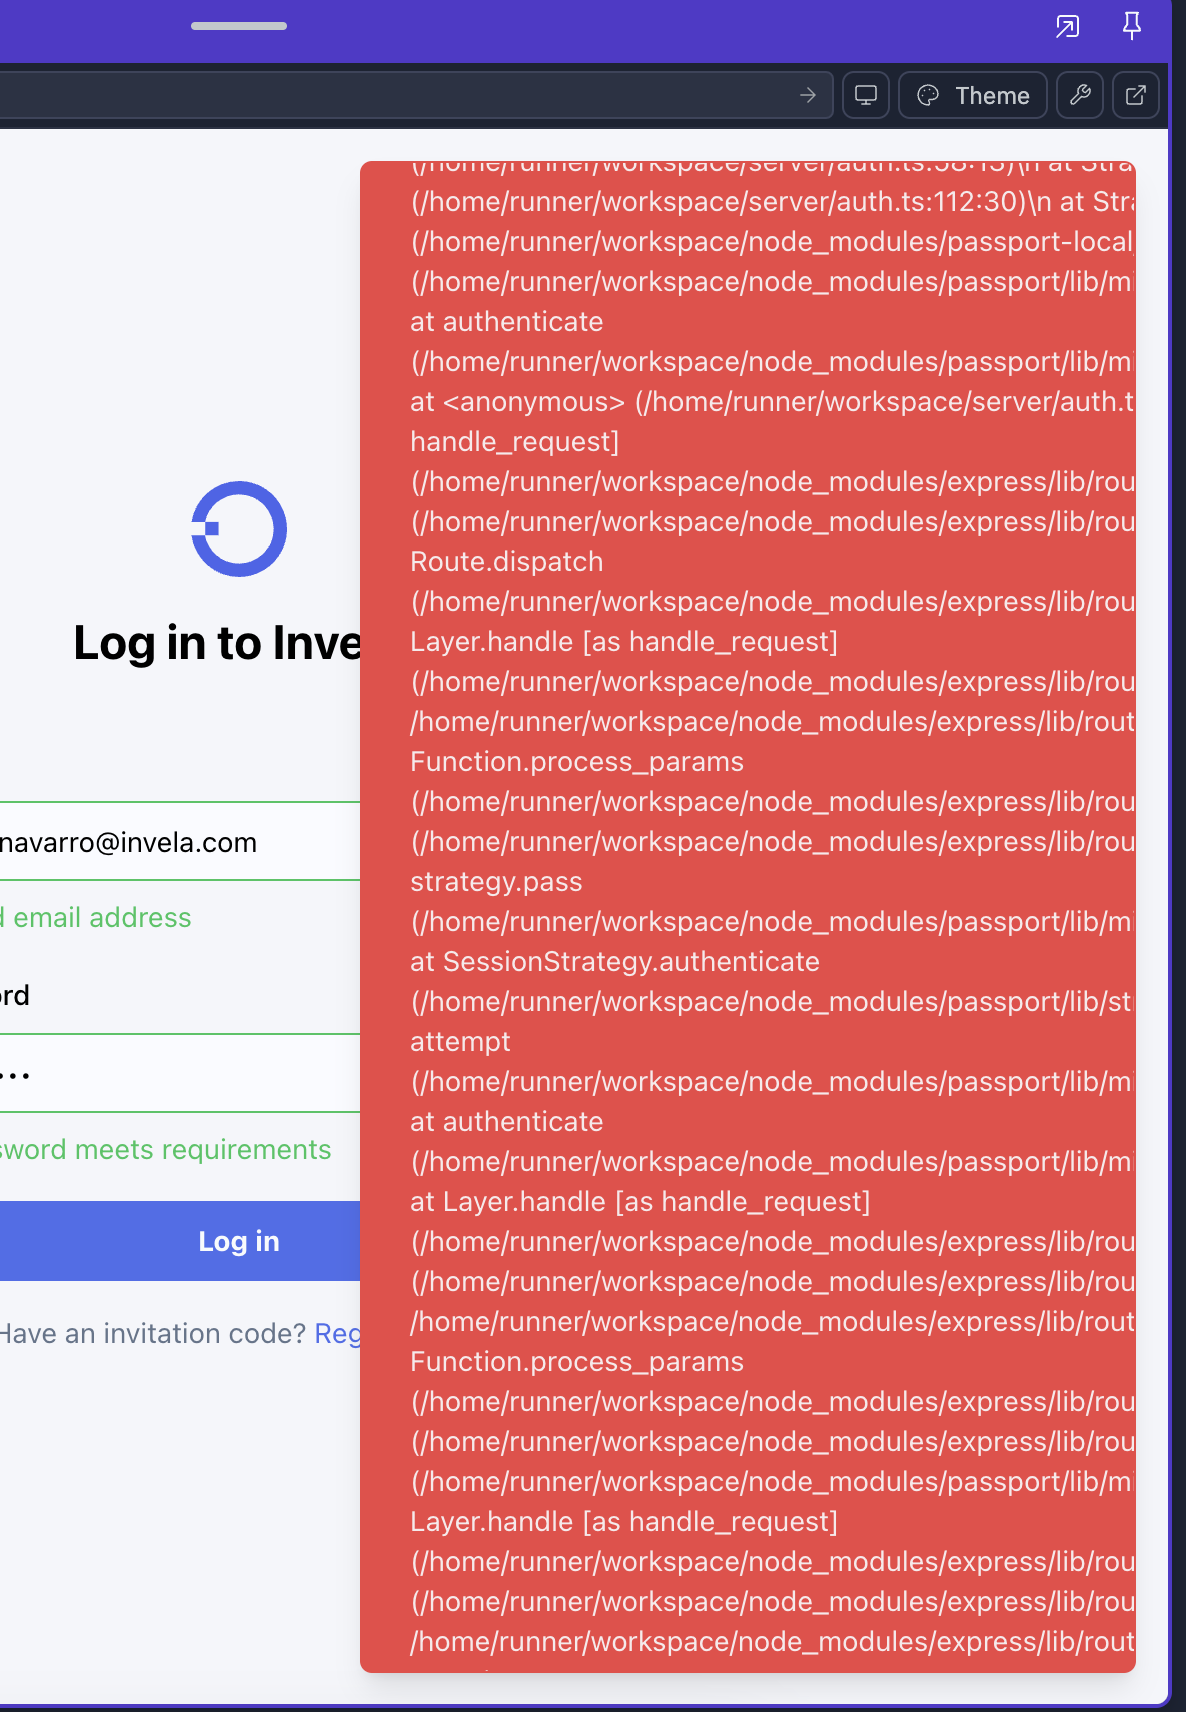 Theme
(/home/runner/workspace/server/auth.ts:58:13)\n at Stra
(/home/runner/workspace/server/auth.ts:112:30)\n at Stra
(/home/runner/workspace/node_modules/passport-local
(/home/runner/workspace/node_modules/passport/lib/mi
at authenticate
(/home/runner/workspace/node_modules/passport/lib/mi
at <anonymous> (/home/runner/workspace/server/auth.t
handle_request]
(/home/runner/workspace/node_modules/express/lib/rou
(/home/runner/workspace/node_modules/express/lib/rou
Route.dispatch
(/home/runner/workspace/node_modules/express/lib/rou
Layer.handle [as handle_request]
(/home/runner/workspace/node_modules/express/lib/rou
/home/runner/workspace/node_modules/express/lib/rout
Function.process_params
(/home/runner/workspace/node_modules/express/lib/rou
(/home/runner/workspace/node_modules/express/lib/rou
strategy.pass
(/home/runner/workspace/node_modules/passport/lib/mi
at SessionStrategy.authenticate
(/home/runner/workspace/node_modules/passport/lib/st
attempt
(/home/runner/workspace/node_modules/passport/lib/mi
at authenticate
(/home/runner/workspace/node_modules/passport/lib/mi
at Layer.handle [as handle_request]
(/home/runner/workspace/node_modules/express/lib/rou
(/home/runner/workspace/node_modules/express/lib/rou
/home/runner/workspace/node_modules/express/lib/rout
Function.process_params
(/home/runner/workspace/node_modules/express/lib/rou
(/home/runner/workspace/node_modules/express/lib/rou
(/home/runner/workspace/node_modules/passport/lib/mi
Layer.handle [as handle_request]
(/home/runner/workspace/node_modules/express/lib/rou
(/home/runner/workspace/node_modules/express/lib/rou
/home/runner/workspace/node_modules/express/lib/rout
Log in to Inve
navarro@invela.com
d email address
ord
sword meets requirements
Log in
Have an invitation code? Reg